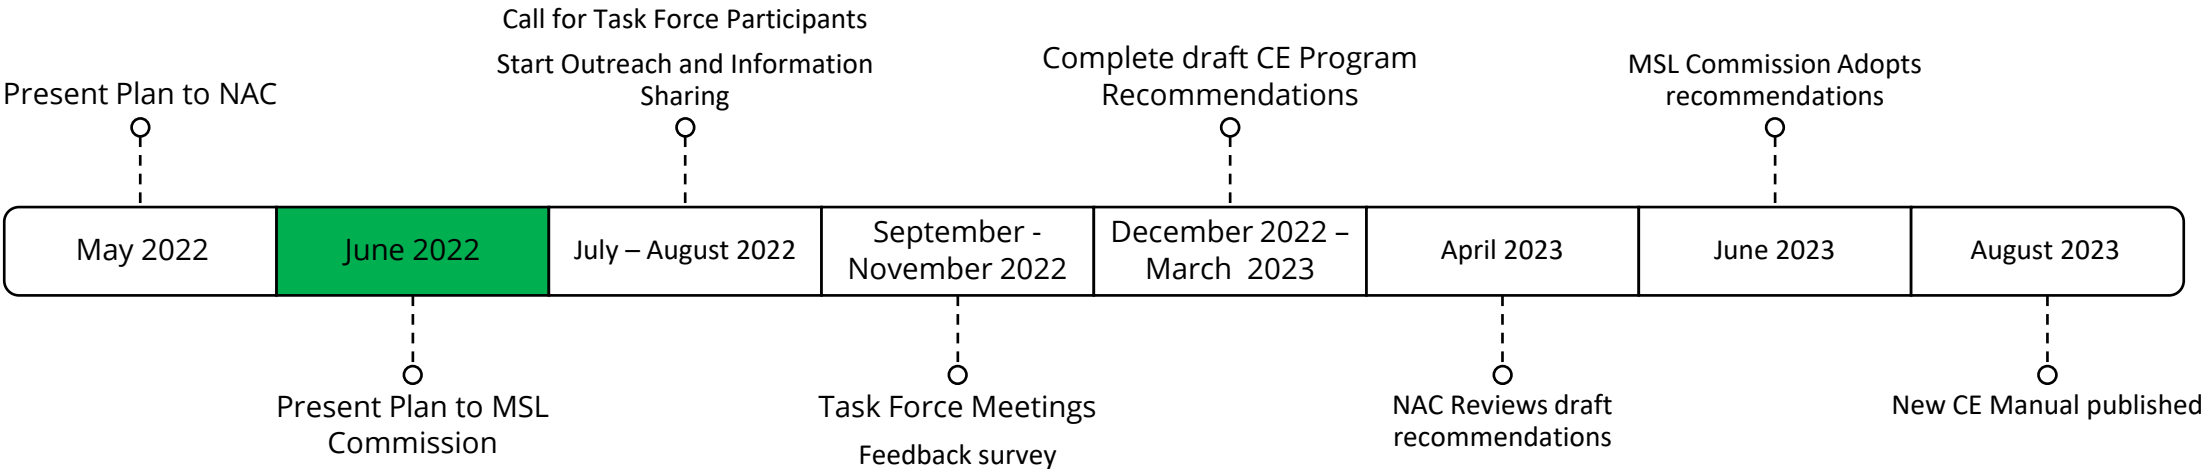 Call for Task Force Participants
Start Outreach and Information
Sharing
Present Plan to NAC
Complete draft CE Program
Recommendations
MSL Commission Adopts
recommendations
May 2022
June 2022
July – August 2022
September -
November 2022
December 2022 –
March 2023
April 2023
June 2023
August 2023
Present Plan to MSL
Commission
Task Force Meetings
Feedback survey
NAC Reviews draft
recommendations
New CE Manual published